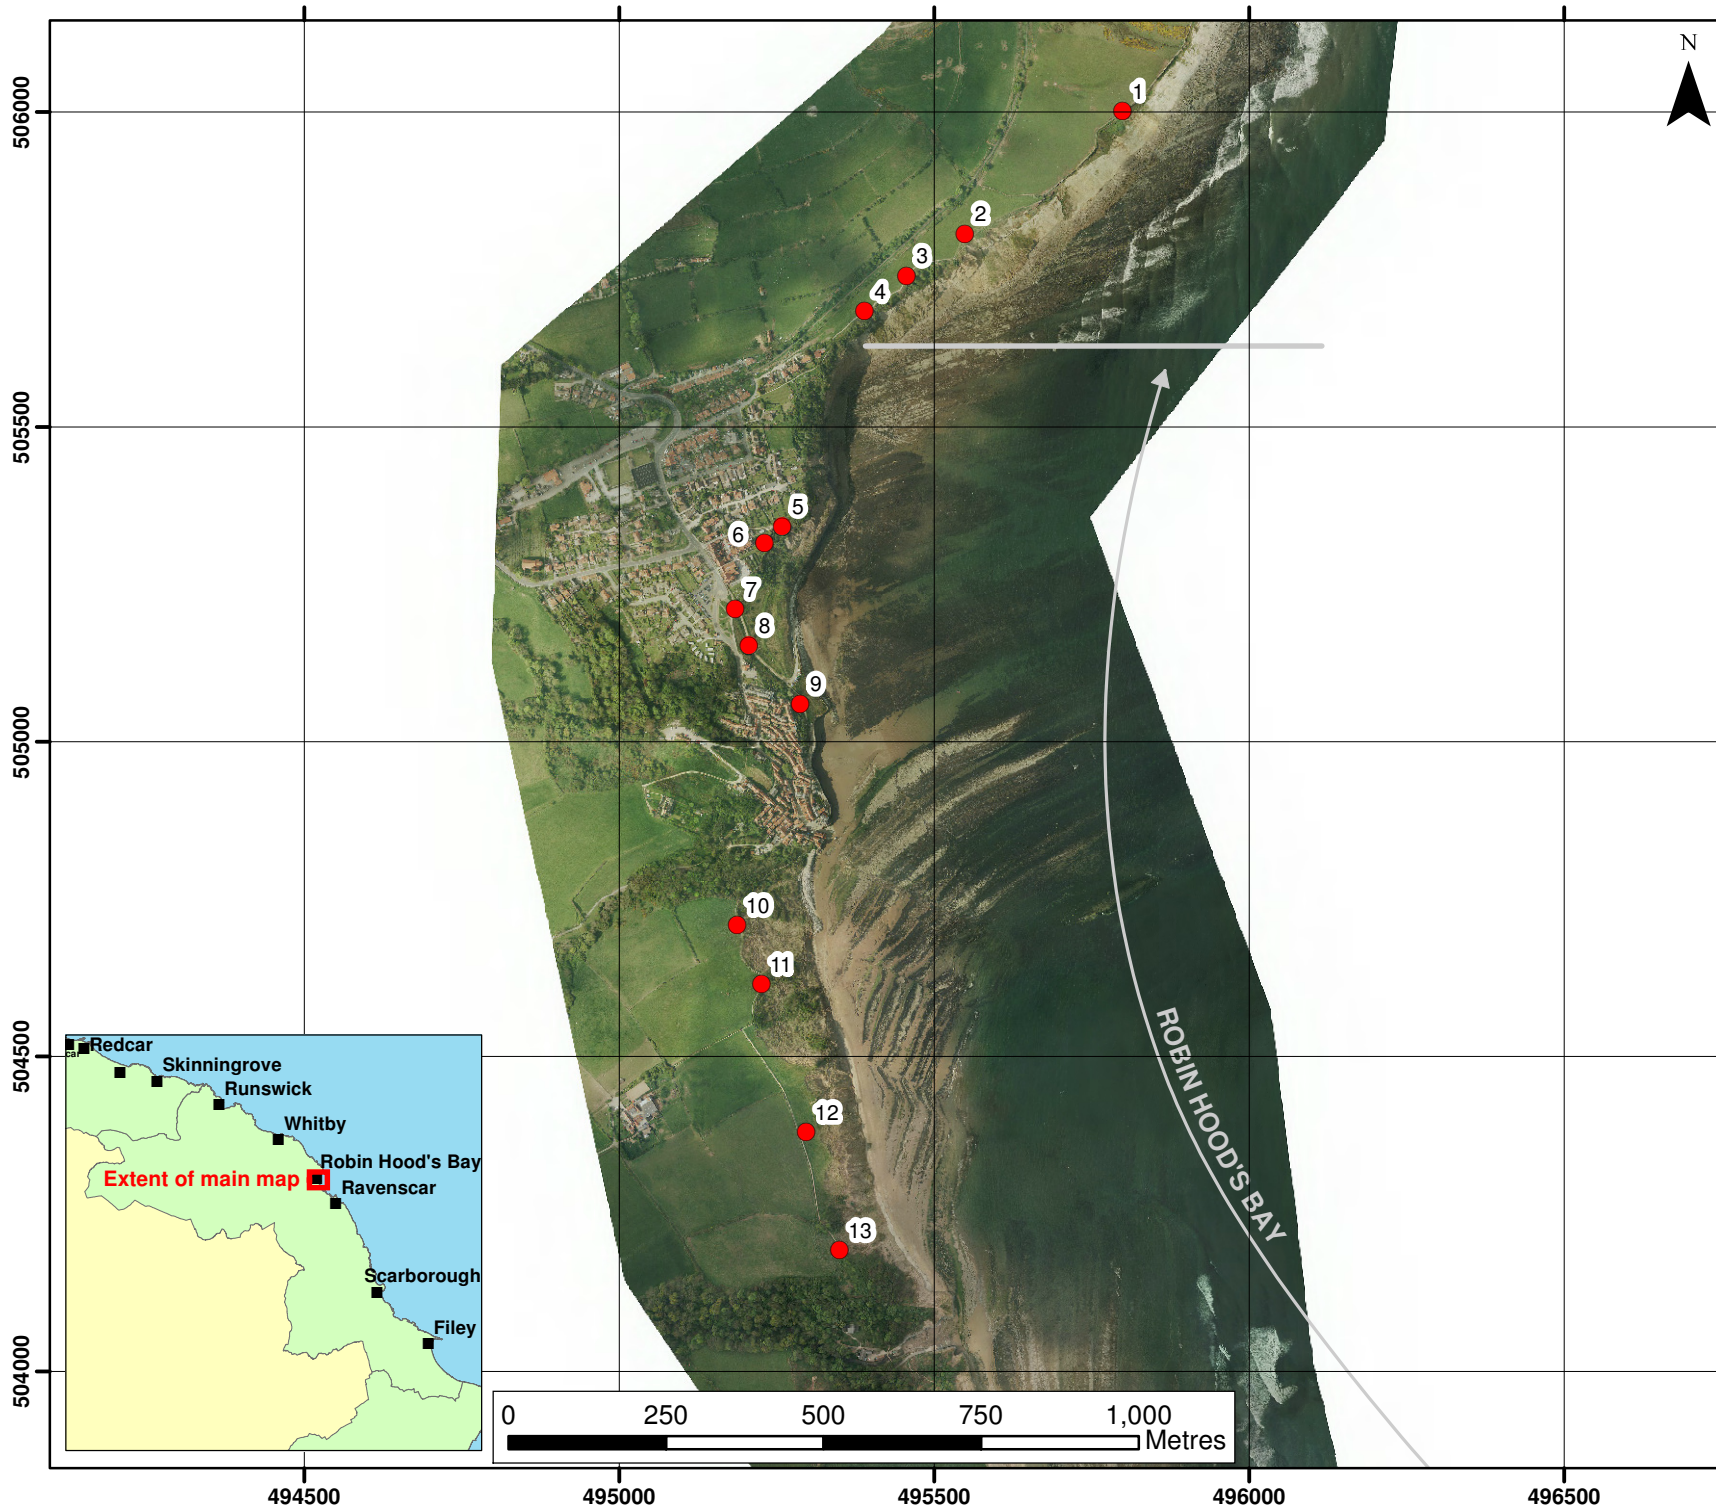 N
506000
505500
505000
504500
504000
1
2
3
4
5
6
7
8
9
10
11
12
13
ROBIN HOOD'S BAY
Redcar
car
Skinningrove
Runswick
Whitby
Robin Hood's Bay
Extent of main map
Ravenscar
Scarborough
Filey
0 250 500 750 1,000
Metres
494500 495000 495500 496000 496500